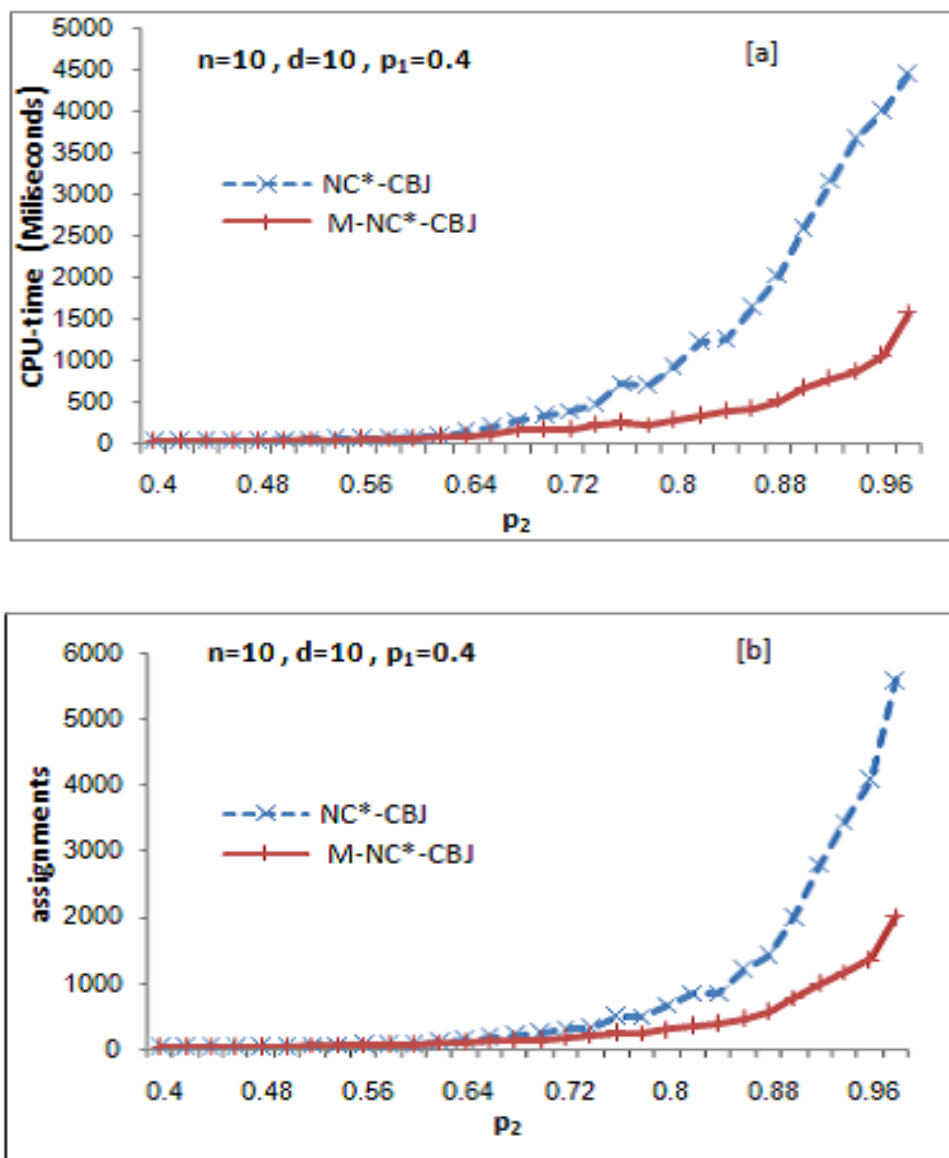 n=10 , d=10 , p₁=0.4
[a]
CPU-time (Miliseconds)
5000
4500
4000
3500
3000
2500
2000
1500
1000
500
0
NC*-CBJ
M-NC*-CBJ
0.4 0.48 0.56 0.64 0.72 0.8 0.88 0.96
p₂
n=10 , d=10 , p₁=0.4
[b]
assignments
6000
5000
4000
3000
2000
1000
0
NC*-CBJ
M-NC*-CBJ
0.4 0.48 0.56 0.64 0.72 0.8 0.88 0.96
p₂